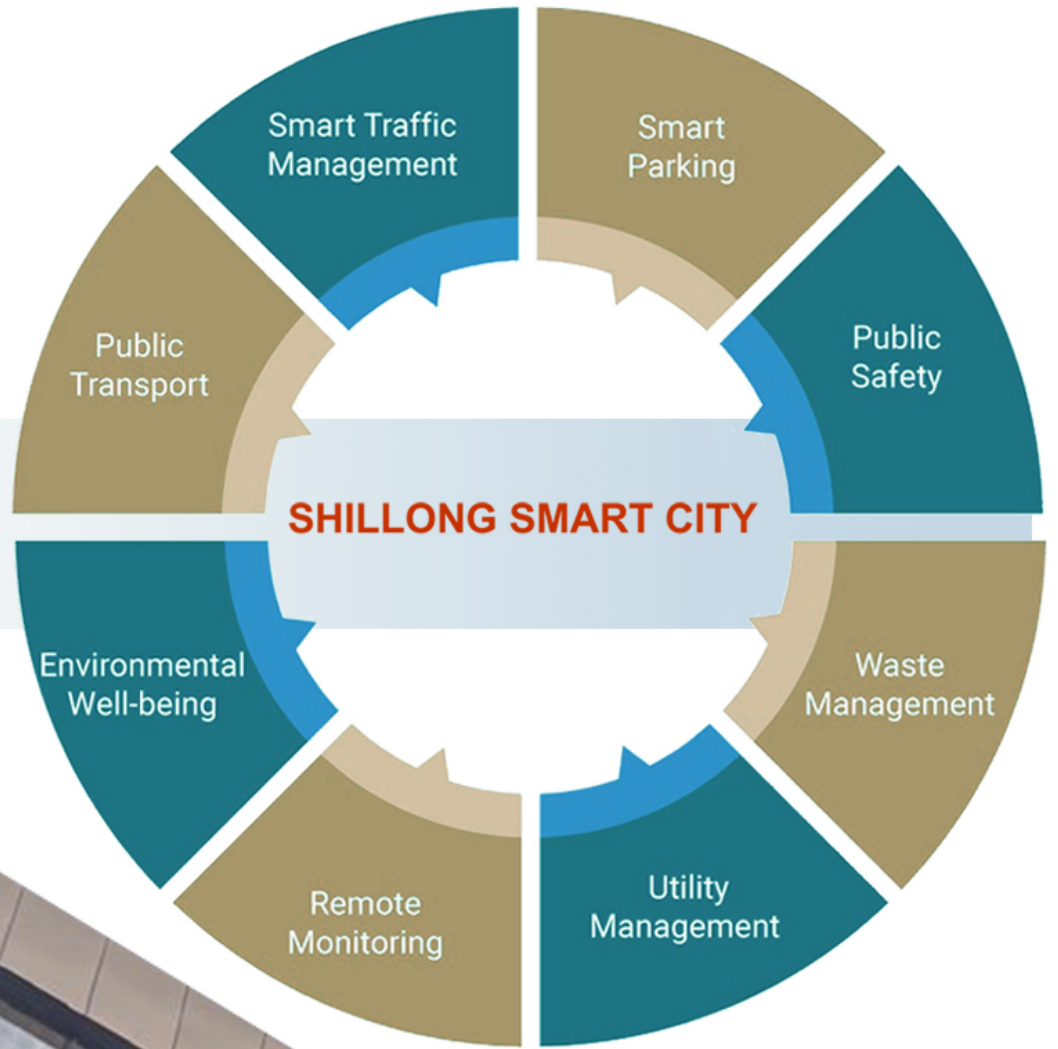 Smart Traffic
Management
Smart
Parking
Public
Safety
Waste
Management
Utility
Management
Remote
Monitoring
Environmental
Well-being
Public
Transport
SHILLONG SMART CITY